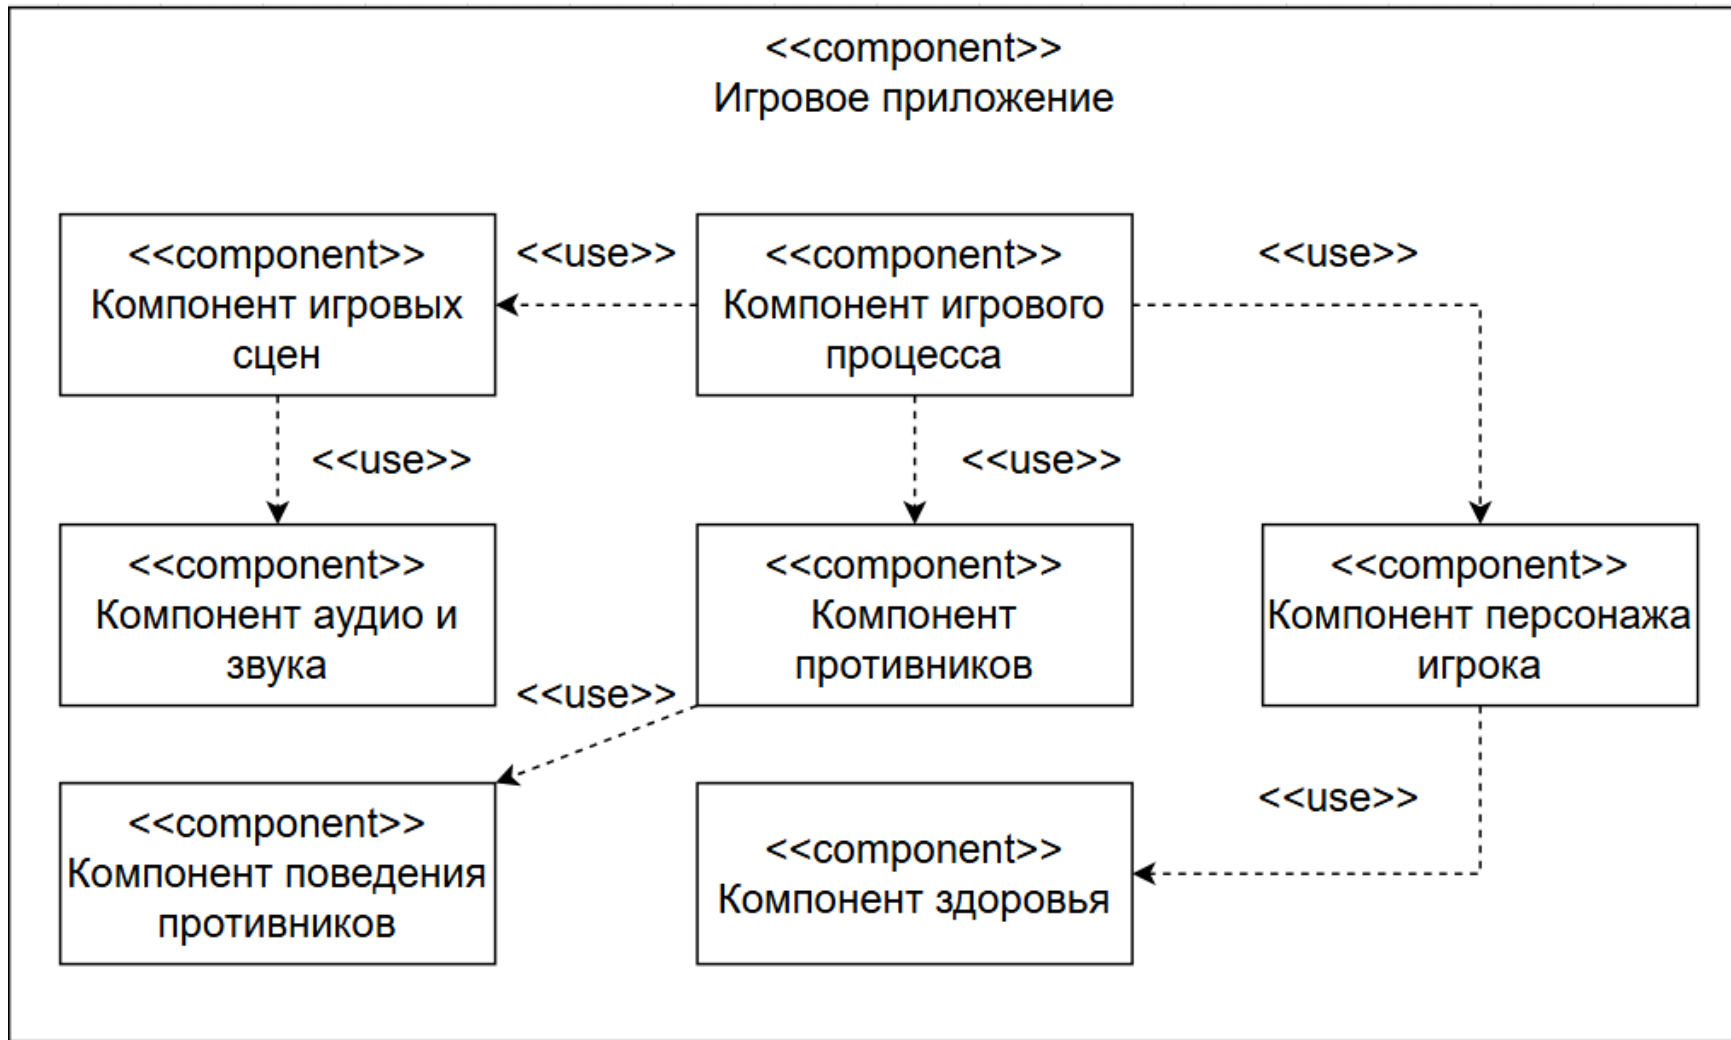 <<component>>
Игровое приложение
<<component>>
Компонент игровых
сцен
<<use>>
<<component>>
Компонент игрового
процесса
<<use>>
<<use>>
<<use>>
<<component>>
Компонент аудио и
звука
<<component>>
Компонент
противников
<<component>>
Компонент персонажа
игрока
<<use>>
<<component>>
Компонент поведения
противников
<<component>>
Компонент здоровья
<<use>>